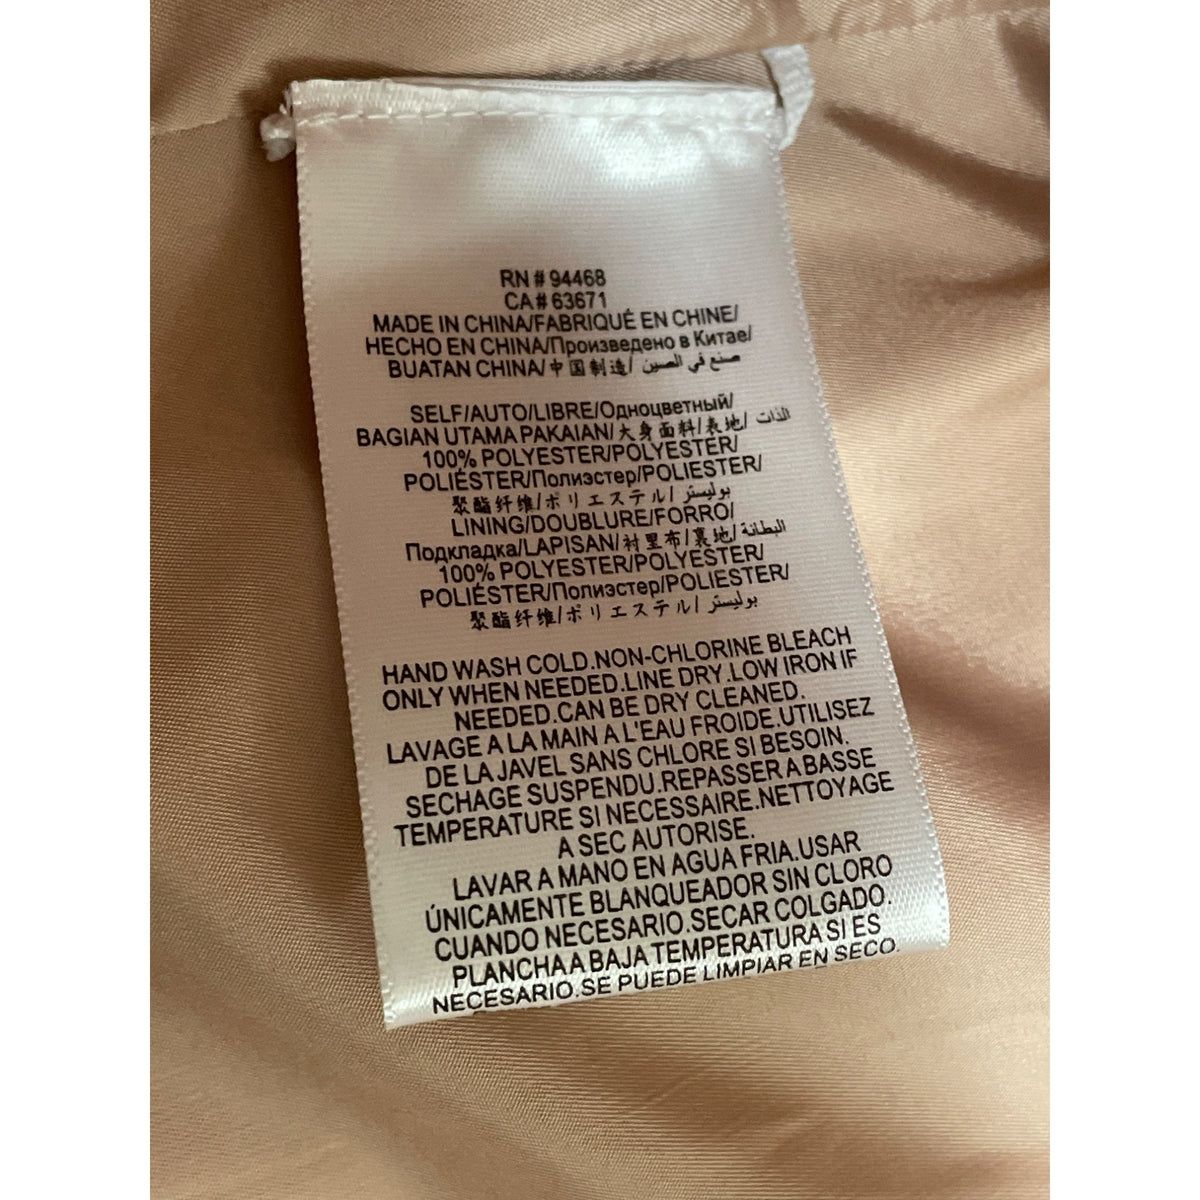 RN # 94468
CA # 63671
MADE IN CHINA/FABRIQUÉ EN CHINE/
HECHO EN CHINA/Произведено в Китае/
BUATAN CHINA/中国制造/ صنع في الصين
SELF/AUTO/LIBRE/Одноцветный/
BAGIAN UTAMA PAKAIAN/大身面料/表地/ الذات
100% POLYESTER/POLYESTER/
POLIÉSTER/Полиэстер/POLIESTER/
聚酯纤维/ポリエステル/ بوليستر
LINING/DOUBLURE/FORRO/
Подкладка/LAPISAN/衬里布/裏地/ البطانة
100% POLYESTER/POLYESTER/
POLIÉSTER/Полиэстер/POLIESTER/
聚酯纤维/ポリエステル/ بوليستر
HAND WASH COLD.NON-CHLORINE BLEACH
ONLY WHEN NEEDED.LINE DRY.LOW IRON IF
NEEDED.CAN BE DRY CLEANED.
LAVAGE A LA MAIN A L'EAU FROIDE.UTILISEZ
DE LA JAVEL SANS CHLORE SI BESOIN.
SECHAGE SUSPENDU.REPASSER A BASSE
TEMPERATURE SI NECESSAIRE.NETTOYAGE
A SEC AUTORISE.
LAVAR A MANO EN AGUA FRIA.USAR
ÚNICAMENTE BLANQUEADOR SIN CLORO
CUANDO NECESARIO.SECAR COLGADO.
PLANCHA A BAJA TEMPERATURA SI ES
NECESARIO.SE PUEDE LIMPIAR EN SECO.